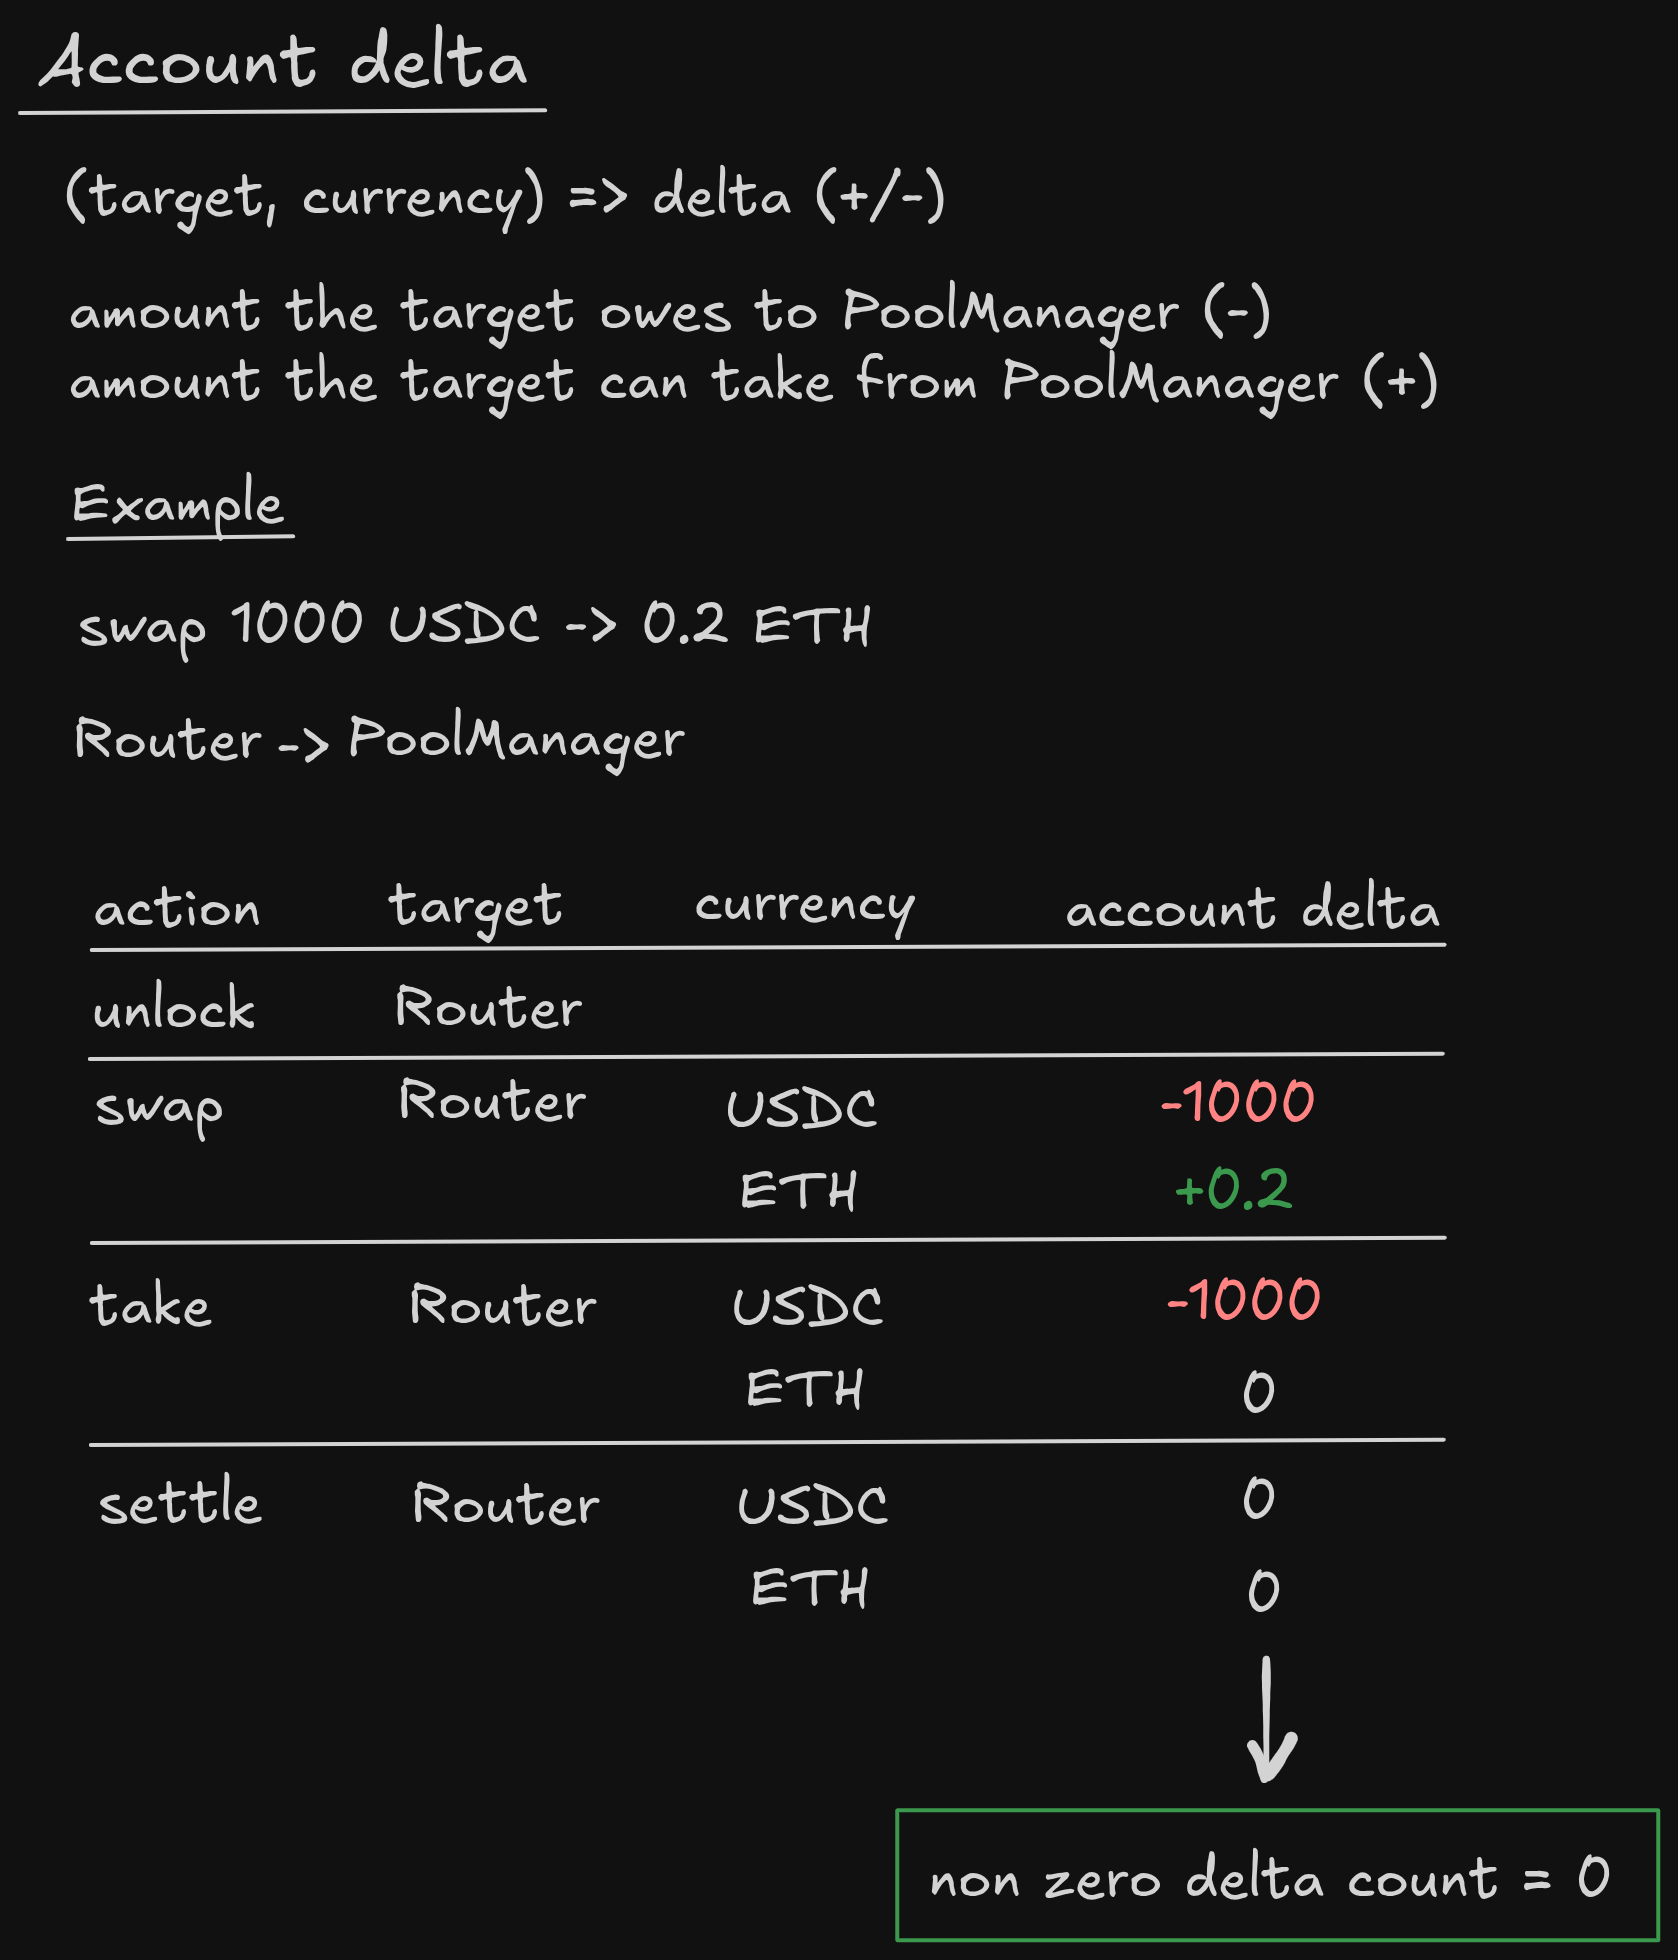 Account delta
(target, currency) => delta (+/-)
amount the target owes to PoolManager (-)
amount the target can take from PoolManager (+)
Example
swap 1000 USDC -> 0.2 ETH
Router -> PoolManager
action target currency account delta
unlock Router
swap Router USDC -1000
ETH +0.2
take Router USDC -1000
ETH 0
settle Router USDC 0
ETH 0
non zero delta count = 0